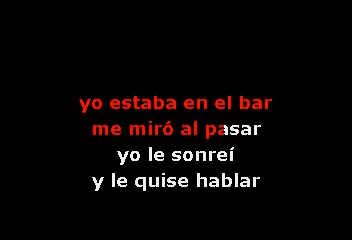 yo estaba en el bar
me miró al pasar
yo le sonreí
y le quise hablar